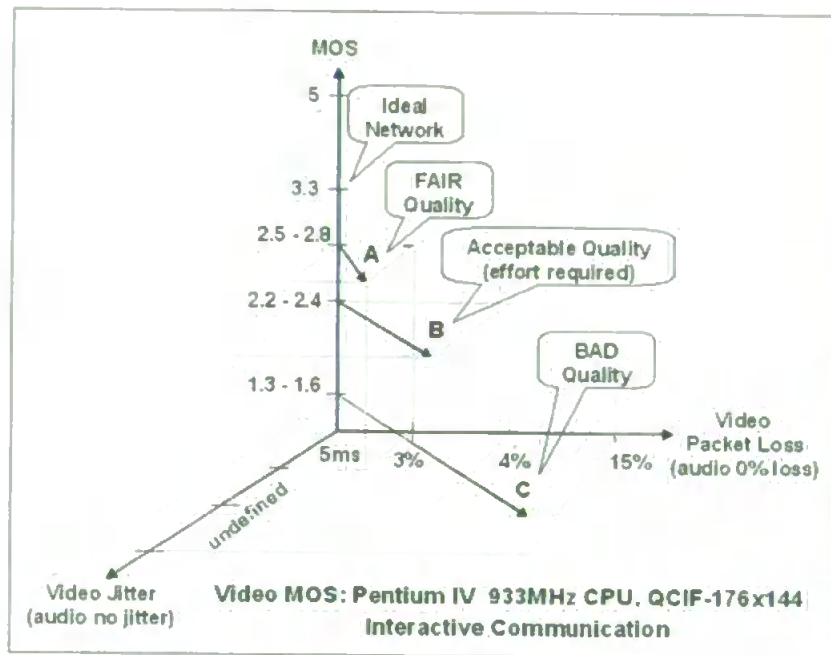 MOS
5
Ideal
Network
3.3
FAIR
Quality
2.5 - 2.8
A
Acceptable Quality
(effort required)
2.2 - 2.4
B
BAD
Quality
1.3 - 1.6
Video
Packet Loss
(audio 0% loss)
5ms
3%
4%
15%
C
undefined
Video Jitter
(audio no jitter)
Video MOS: Pentium IV 933MHz CPU, QCIF-176x144
Interactive Communication